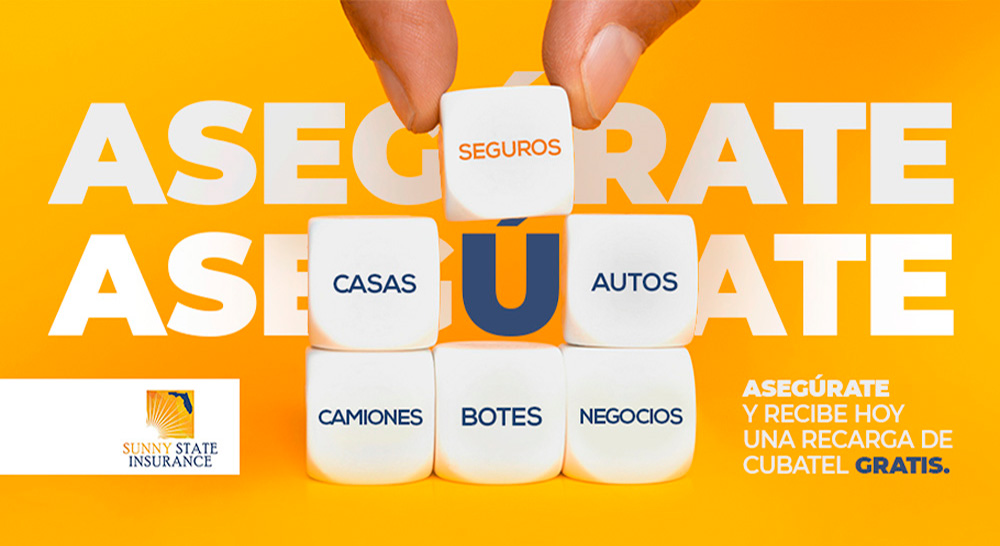 ASEGÚRATE
SEGUROS
ASEGÚRATE
CASAS
AUTOS
CAMIONES
BOTES
NEGOCIOS
SUNNY STATE
INSURANCE
ASEGÚRATE
Y RECIBE HOY
UNA RECARGA DE
CUBATEL GRATIS.